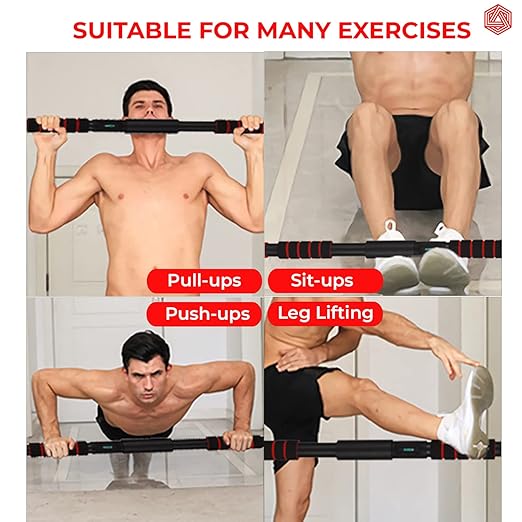 SUITABLE FOR MANY EXERCISES
Pull-ups
Sit-ups
Push-ups
Leg Lifting